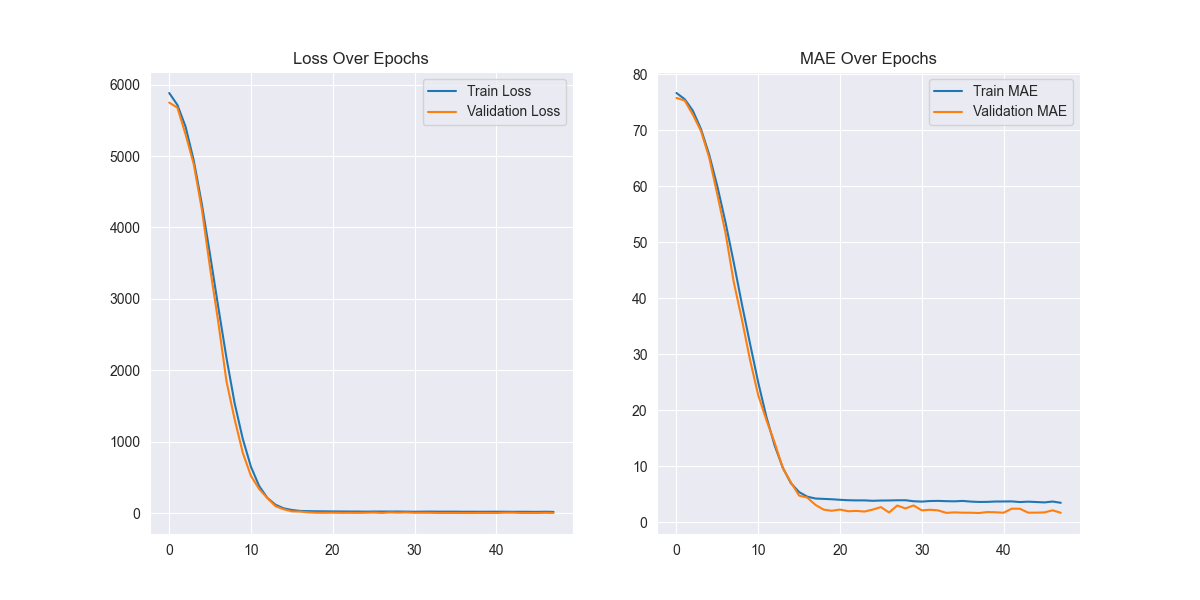 Loss Over Epochs
6000
5000
4000
3000
2000
1000
0
0 10 20 30 40
Train Loss
Validation Loss
MAE Over Epochs
80
70
60
50
40
30
20
10
0
0 10 20 30 40
Train MAE
Validation MAE